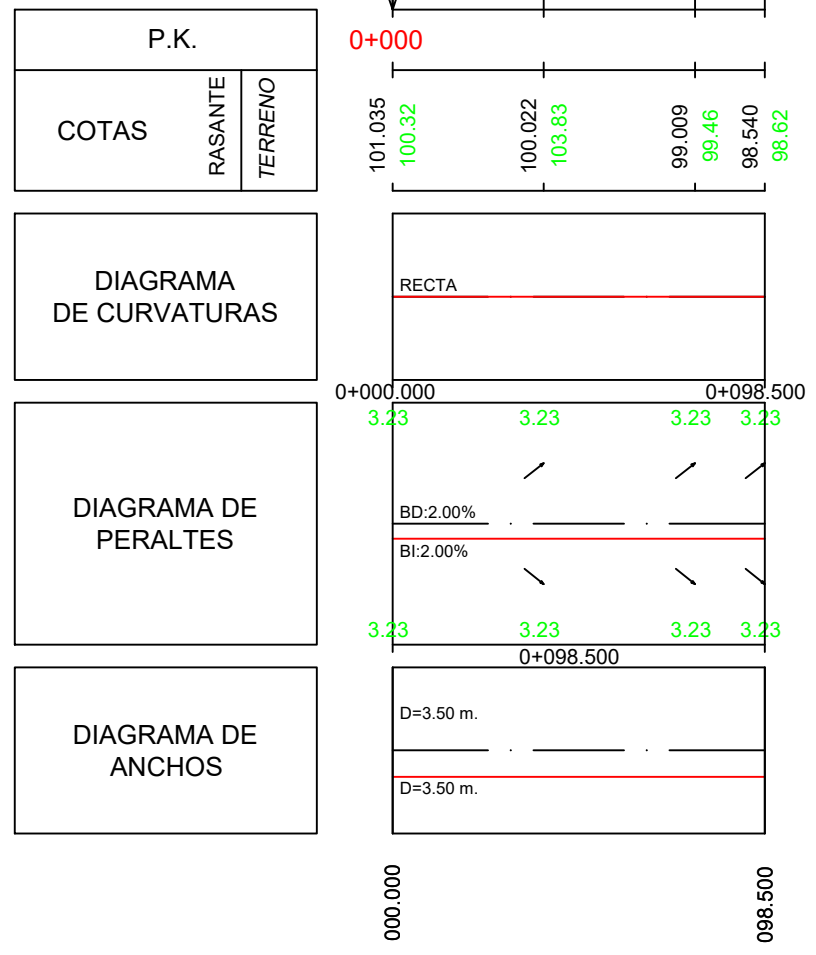 P.K.
0+000
COTAS
RASANTE
TERRENO
101.035
100.32
100.022
103.83
99.009
99.46
98.540
98.62
DIAGRAMA
DE CURVATURAS
RECTA
0+000.000
0+098.500
3.23
3.23
3.23
3.23
DIAGRAMA DE
PERALTES
BD:2.00%
BI:2.00%
3.23
3.23
3.23
3.23
0+098.500
DIAGRAMA DE
ANCHOS
D=3.50 m.
D=3.50 m.
000.000
098.500